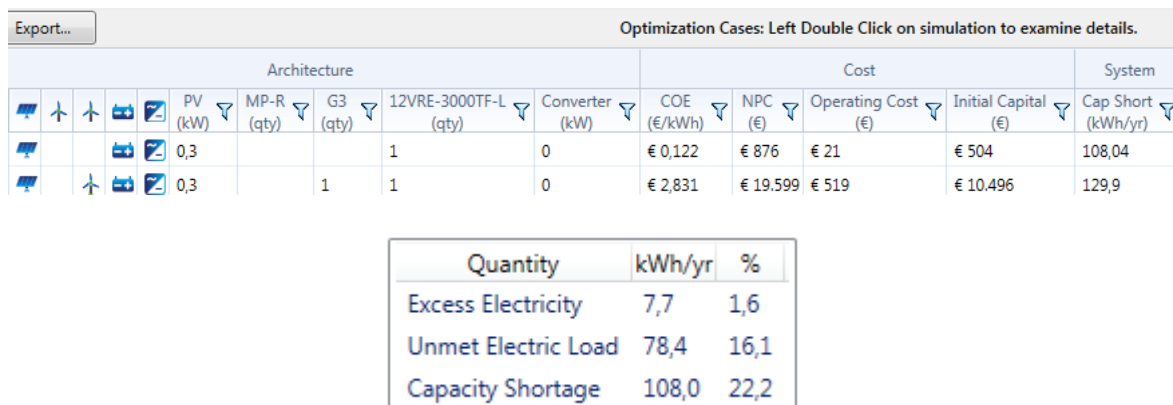 Export... Optimization Cases: Left Double Click on simulation to examine details.
Architecture Cost System
PV (kW) MP-R (qty) G3 (qty) 12VRE-3000TF-L (qty) Converter (kW) COE (€/kWh) NPC (€) Operating Cost (€) Initial Capital (€) Cap Short (kWh/yr)
0,3 1 0 € 0,122 € 876 € 21 € 504 108,04
0,3 1 1 0 € 2,831 € 19.599 € 519 € 10.496 129,9
Quantity kWh/yr %
Excess Electricity 7,7 1,6
Unmet Electric Load 78,4 16,1
Capacity Shortage 108,0 22,2